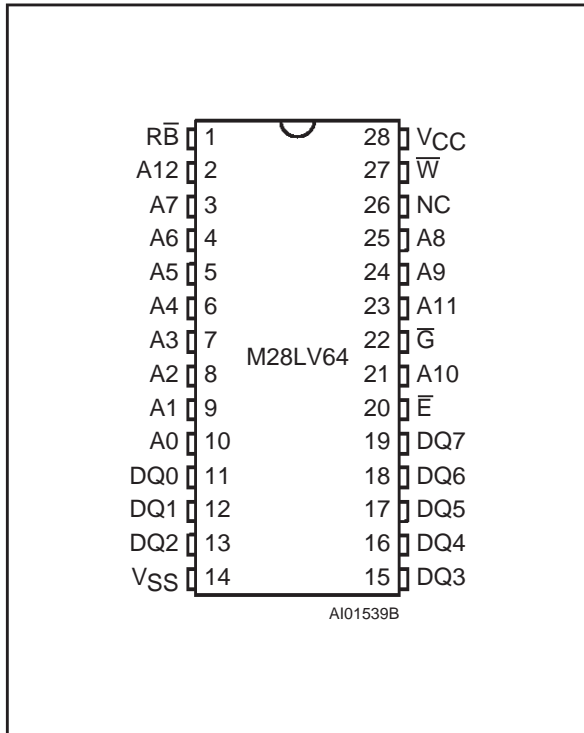 RB̅ 1 28 VCC
A12 2 27 W̅
A7 3 26 NC
A6 4 25 A8
A5 5 24 A9
A4 6 23 A11
A3 7 22 G̅
M28LV64
A2 8 21 A10
A1 9 20 E̅
A0 10 19 DQ7
DQ0 11 18 DQ6
DQ1 12 17 DQ5
DQ2 13 16 DQ4
VSS 14 15 DQ3
AI01539B